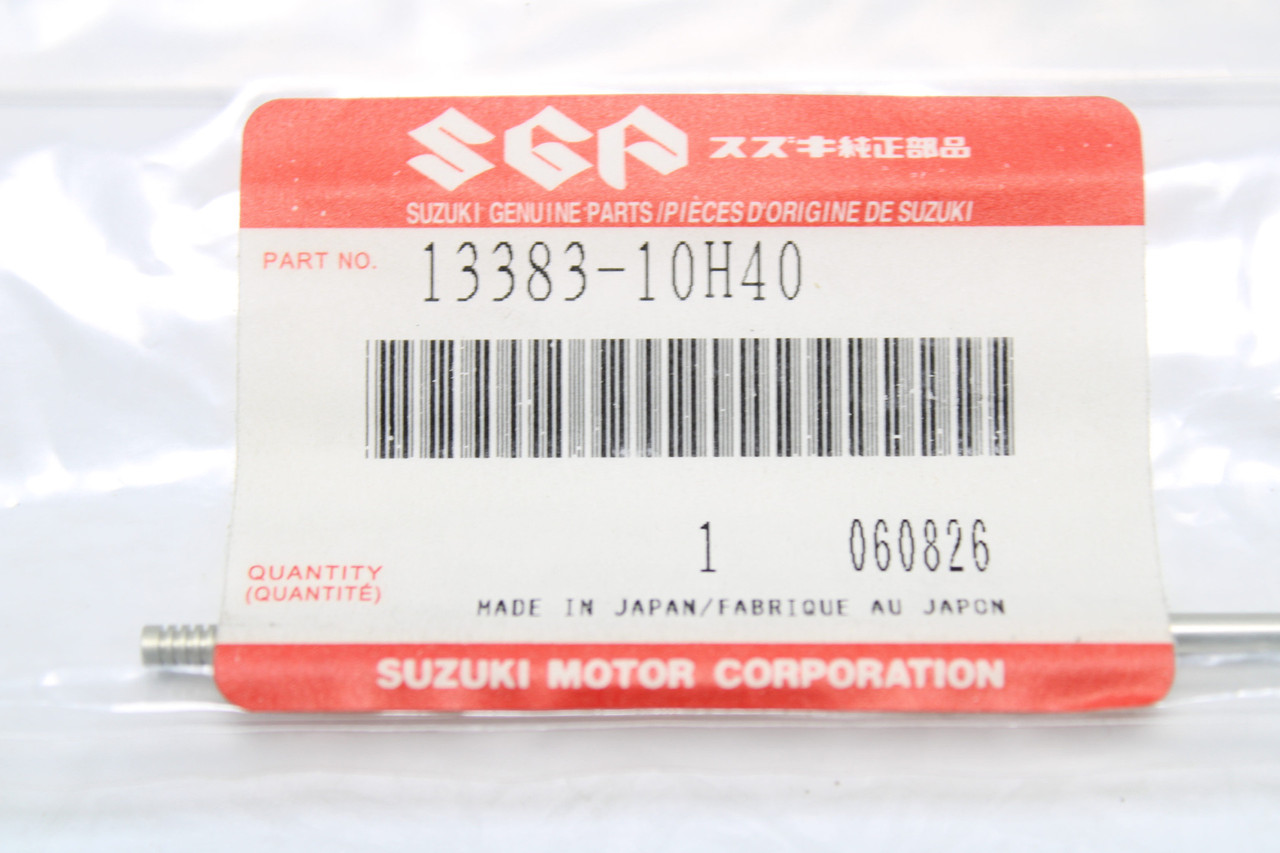 SGP スズキ純正部品
SUZUKI GENUINE PARTS/PIÈCES D'ORIGINE DE SUZUKI
PART NO. 13383-10H40
1 060826
QUANTITY
(QUANTITÉ)
MADE IN JAPAN/FABRIQUE AU JAPON
SUZUKI MOTOR CORPORATION